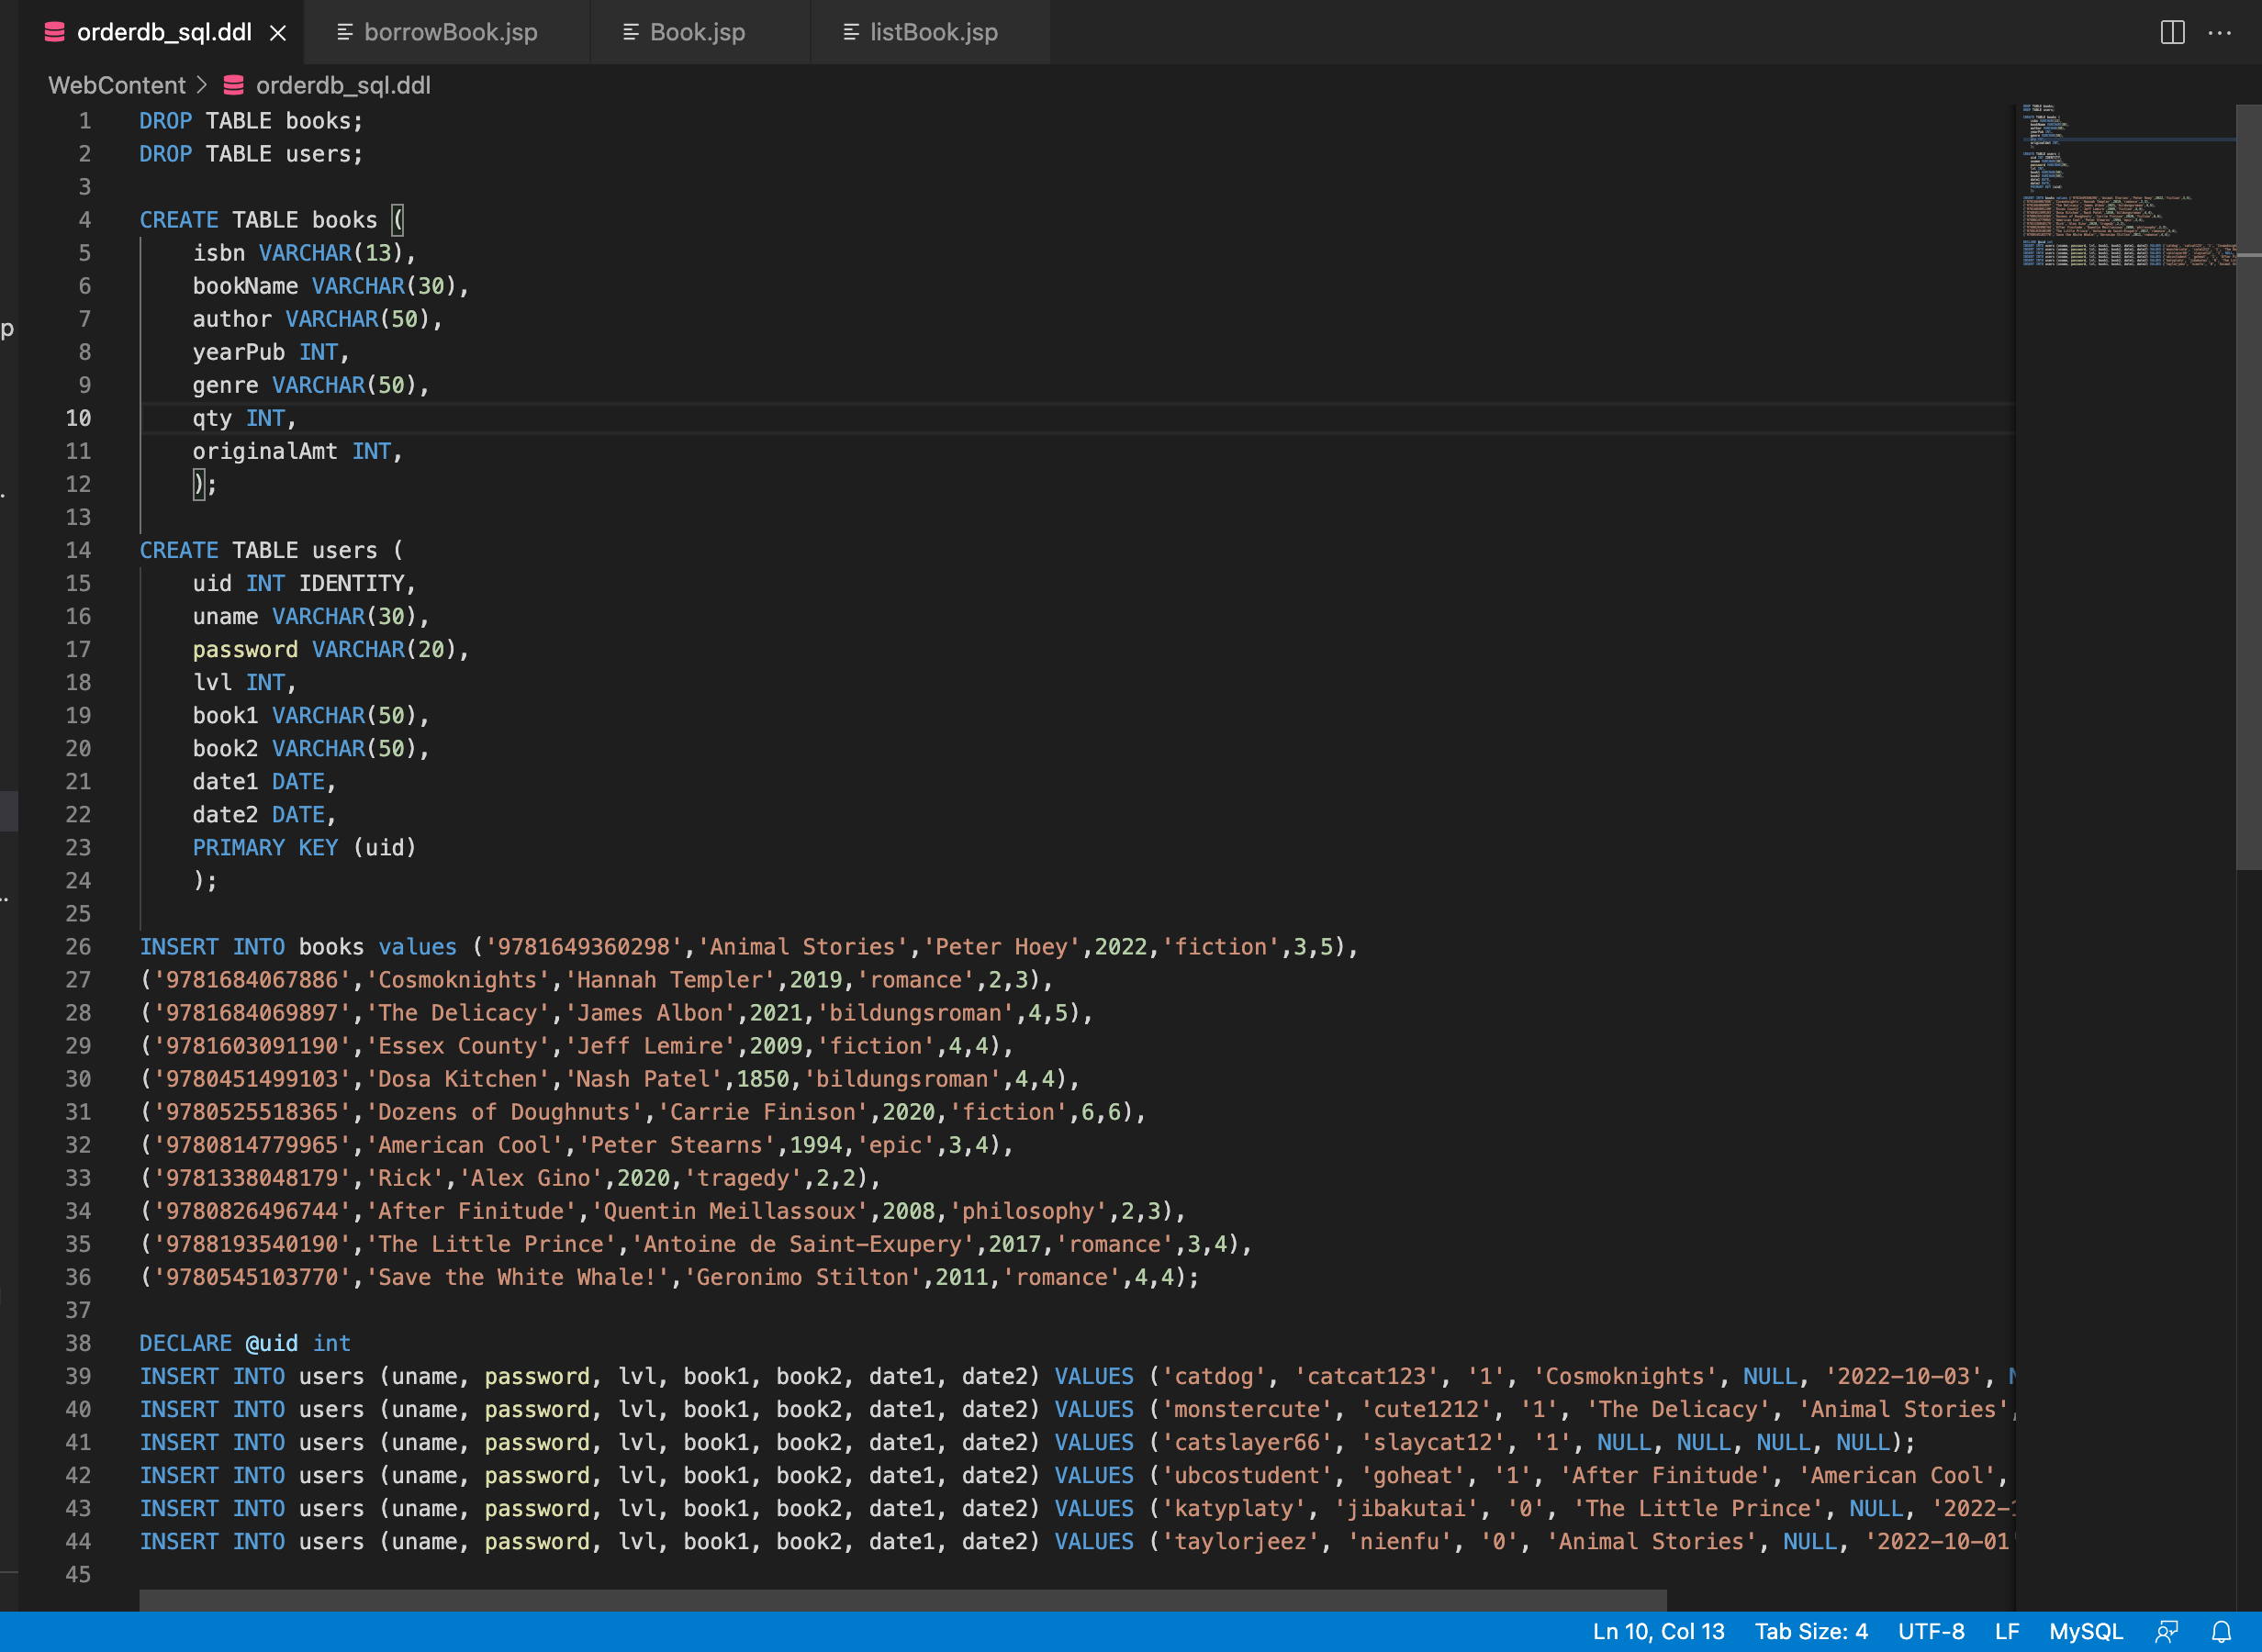 orderdb_sql.ddl borrowBook.jsp Book.jsp listBook.jsp
WebContent > orderdb_sql.ddl
1 DROP TABLE books;
2 DROP TABLE users;
3
4 CREATE TABLE books (
5 isbn VARCHAR(13),
6 bookName VARCHAR(30),
7 author VARCHAR(50),
8 yearPub INT,
9 genre VARCHAR(50),
10 qty INT,
11 originalAmt INT,
12 );
13
14 CREATE TABLE users (
15 uid INT IDENTITY,
16 uname VARCHAR(30),
17 password VARCHAR(20),
18 lvl INT,
19 book1 VARCHAR(50),
20 book2 VARCHAR(50),
21 date1 DATE,
22 date2 DATE,
23 PRIMARY KEY (uid)
24 );
25
26 INSERT INTO books values ('9781649360298','Animal Stories','Peter Hoey',2022,'fiction',3,5),
27 ('9781684067886','Cosmoknights','Hannah Templer',2019,'romance',2,3),
28 ('9781684069897','The Delicacy','James Albon',2021,'bildungsroman',4,5),
29 ('9781603091190','Essex County','Jeff Lemire',2009,'fiction',4,4),
30 ('9780451499103','Dosa Kitchen','Nash Patel',1850,'bildungsroman',4,4),
31 ('9780525518365','Dozens of Doughnuts','Carrie Finison',2020,'fiction',6,6),
32 ('9780814779965','American Cool','Peter Stearns',1994,'epic',3,4),
33 ('9781338048179','Rick','Alex Gino',2020,'tragedy',2,2),
34 ('9780826496744','After Finitude','Quentin Meillassoux',2008,'philosophy',2,3),
35 ('9788193540190','The Little Prince','Antoine de Saint-Exupery',2017,'romance',3,4),
36 ('9780545103770','Save the White Whale!','Geronimo Stilton',2011,'romance',4,4);
37
38 DECLARE @uid int
39 INSERT INTO users (uname, password, lvl, book1, book2, date1, date2) VALUES ('catdog', 'catcat123', '1', 'Cosmoknights', NULL, '2022-10-03',
40 INSERT INTO users (uname, password, lvl, book1, book2, date1, date2) VALUES ('monstercute', 'cute1212', '1', 'The Delicacy', 'Animal Stories',
41 INSERT INTO users (uname, password, lvl, book1, book2, date1, date2) VALUES ('catslayer66', 'slaycat12', '1', NULL, NULL, NULL, NULL);
42 INSERT INTO users (uname, password, lvl, book1, book2, date1, date2) VALUES ('ubcostudent', 'goheat', '1', 'After Finitude', 'American Cool',
43 INSERT INTO users (uname, password, lvl, book1, book2, date1, date2) VALUES ('katyplaty', 'jibakutai', '0', 'The Little Prince', NULL, '2022-
44 INSERT INTO users (uname, password, lvl, book1, book2, date1, date2) VALUES ('taylorjeez', 'nienfu', '0', 'Animal Stories', NULL, '2022-10-01'
45
Ln 10, Col 13 Tab Size: 4 UTF-8 LF MySQL